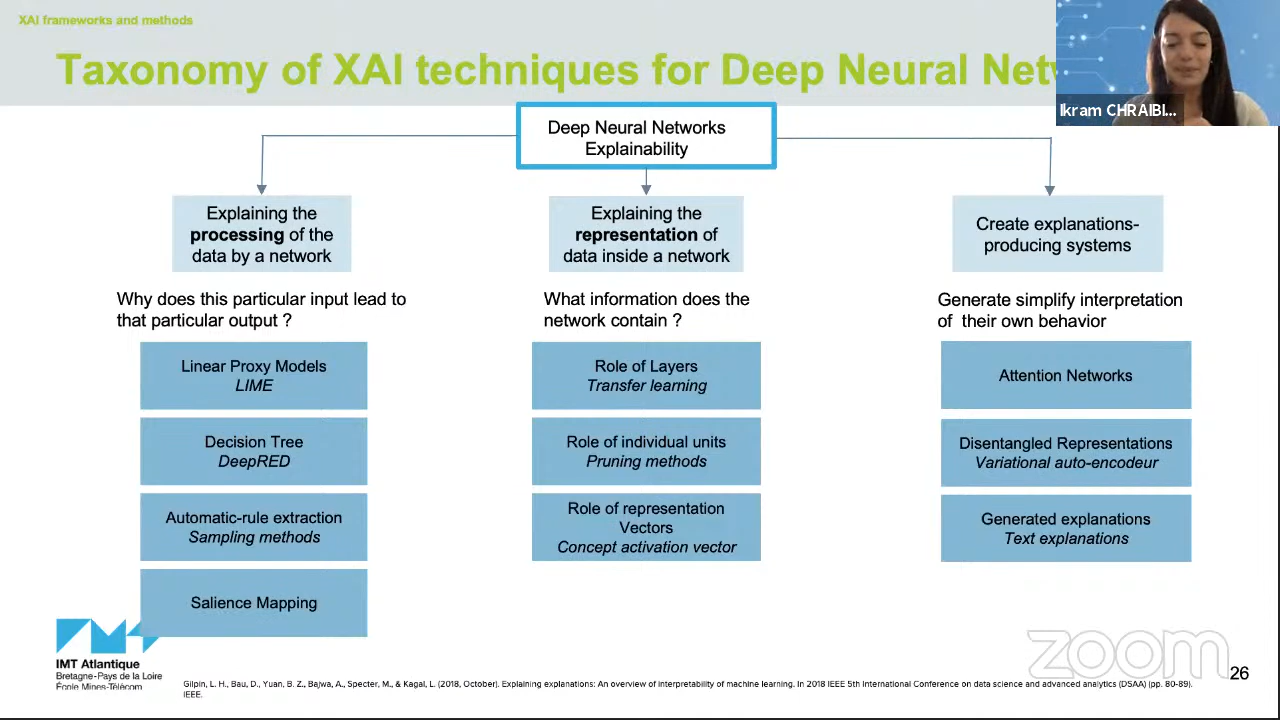 XAI frameworks and methods
Taxonomy of XAI techniques for Deep Neural
Ikram CHRAIBI...
Deep Neural Networks
Explainability
Explaining the
processing of the
data by a network
Explaining the
representation of
data inside a network
Create explanations-
producing systems
Why does this particular input lead to
that particular output ?
What information does the
network contain ?
Generate simplify interpretation
of their own behavior
Linear Proxy Models
LIME
Decision Tree
DeepRED
Automatic-rule extraction
Sampling methods
Salience Mapping
Role of Layers
Transfer learning
Role of individual units
Pruning methods
Role of representation
Vectors
Concept activation vector
Attention Networks
Disentangled Representations
Variational auto-encodeur
Generated explanations
Text explanations
IMT Atlantique
Bretagne-Pays de la Loire
École Mines-Télécom
Gilpin, L. H., Bau, D., Yuan, B. Z., Bajwa, A., Specter, M., & Kagal, L. (2018, October). Explaining explanations: An overview of interpretability of machine learning. In 2018 IEEE 5th International Conference on data science and advanced analytics (DSAA) (pp. 80-89).
IEEE.
zoom
26